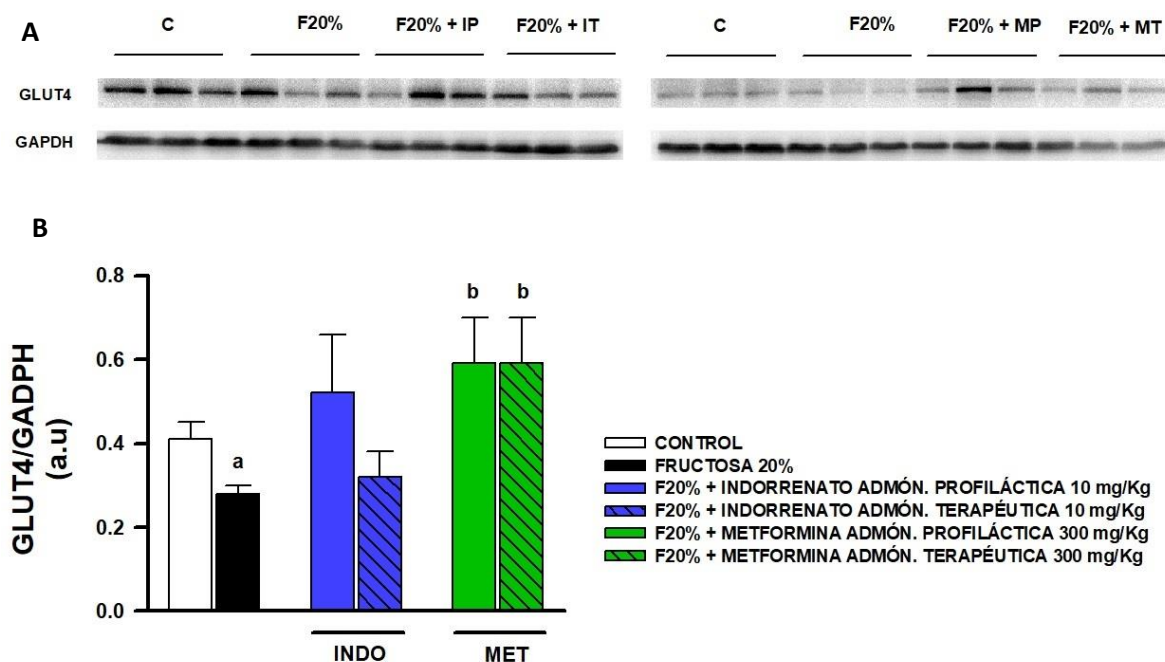 A
C F20% F20% + IP F20% + IT C F20% F20% + MP F20% + MT
GLUT4
GAPDH
B
GLUT4/GADPH
(a.u)
0.8
0.6
0.4
0.2
0.0
a
b b
INDO MET
CONTROL
FRUCTOSA 20%
F20% + INDORRENATO ADMÓN. PROFILÁCTICA 10 mg/Kg
F20% + INDORRENATO ADMÓN. TERAPÉUTICA 10 mg/Kg
F20% + METFORMINA ADMÓN. PROFILÁCTICA 300 mg/Kg
F20% + METFORMINA ADMÓN. TERAPÉUTICA 300 mg/Kg